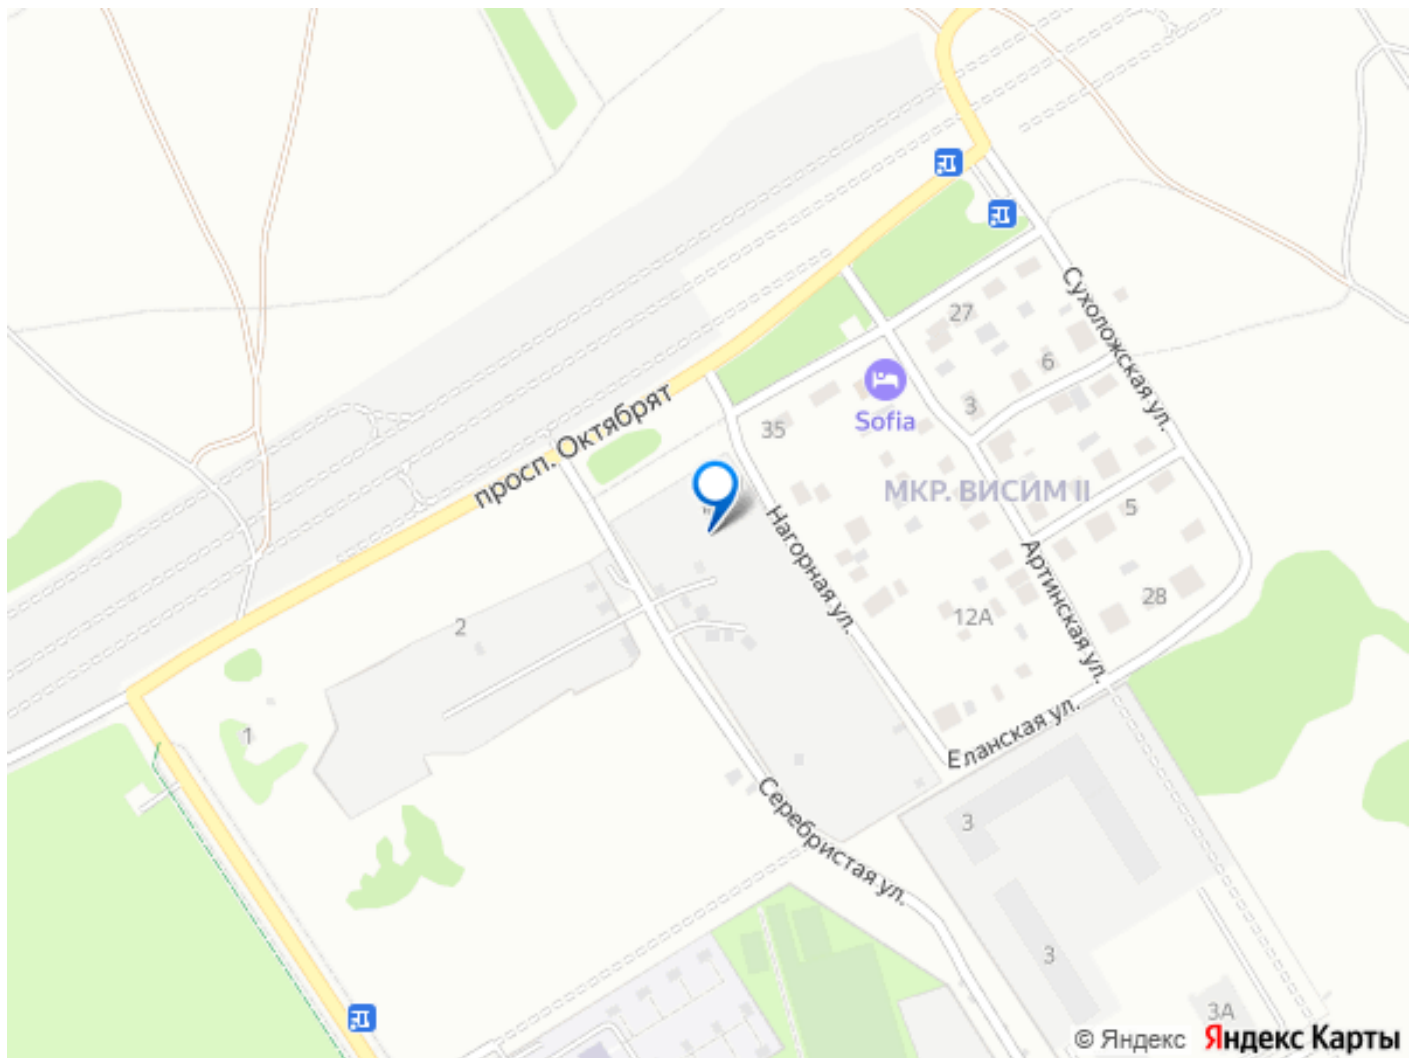 27
Сухоложская ул.
6
Sofia
3
35
просп. Октябрят
МКР. ВИСИМ II
5
Нагорная ул.
Артинская ул.
28
12А
2
1
Еланская ул.
Серебристая ул.
3
3
3А
© Яндекс Яндекс Карты